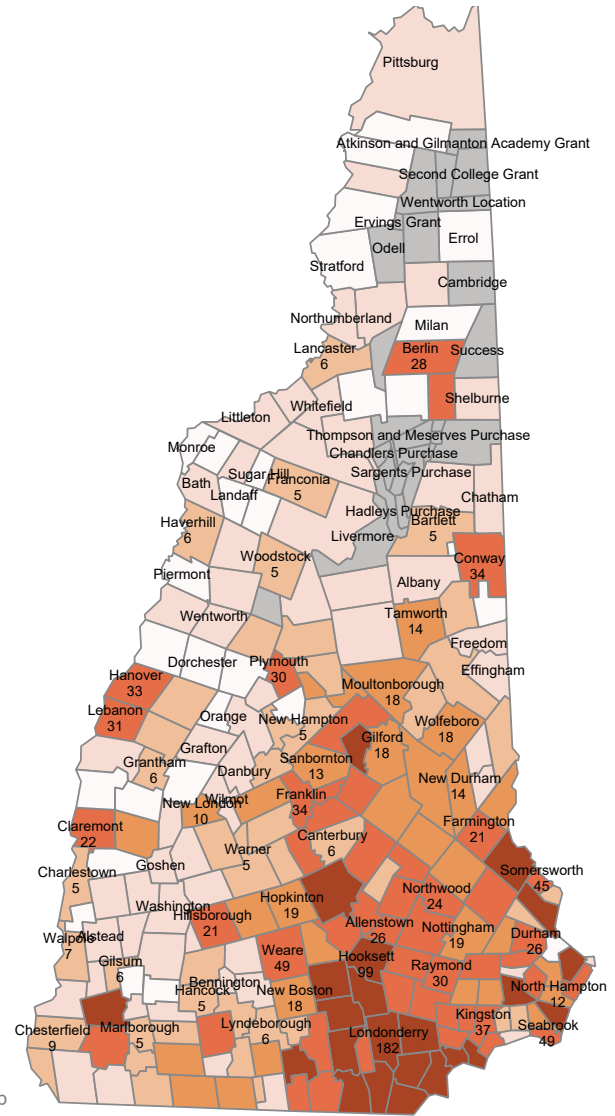 Pittsburg
Atkinson and Gilmanton Academy Grant
Second College Grant
Wentworth Location
Ervings Grant
Errol
Odell
Stratford
Cambridge
Northumberland
Milan
Lancaster
6
Berlin
28
Success
Shelburne
Whitefield
Littleton
Thompson and Meserves Purchase
Monroe
Chandlers Purchase
Sugar Hill
Sargents Purchase
Bath
Franconia
5
Landaff
Chatham
Hadleys Purchase
Haverhill
6
Bartlett
5
Livermore
Woodstock
5
Conway
34
Piermont
Albany
Wentworth
Tamworth
14
Freedom
Dorchester
Plymouth
30
Effingham
Hanover
33
Moultonborough
18
Lebanon
31
Orange
New Hampton
5
Wolfeboro
18
Gilford
18
Grafton
Sanbornton
13
Grantham
6
Danbury
New Durham
14
Franklin
34
Wilmot
New London
10
Farmington
21
Claremont
22
Canterbury
6
Warner
5
Goshen
Charlestown
5
Somersworth
45
Northwood
24
Hopkinton
19
Washington
Hillsborough
21
Allenstown
26
Nottingham
19
Durham
26
Walpole
7
Alstead
Weare
49
Hooksett
99
Gilsum
6
Raymond
30
Bennington
Hancock
5
New Boston
18
North Hampton
12
Kingston
37
Seabrook
49
Chesterfield
9
Marlborough
5
Lyndeborough
6
Londonderry
182